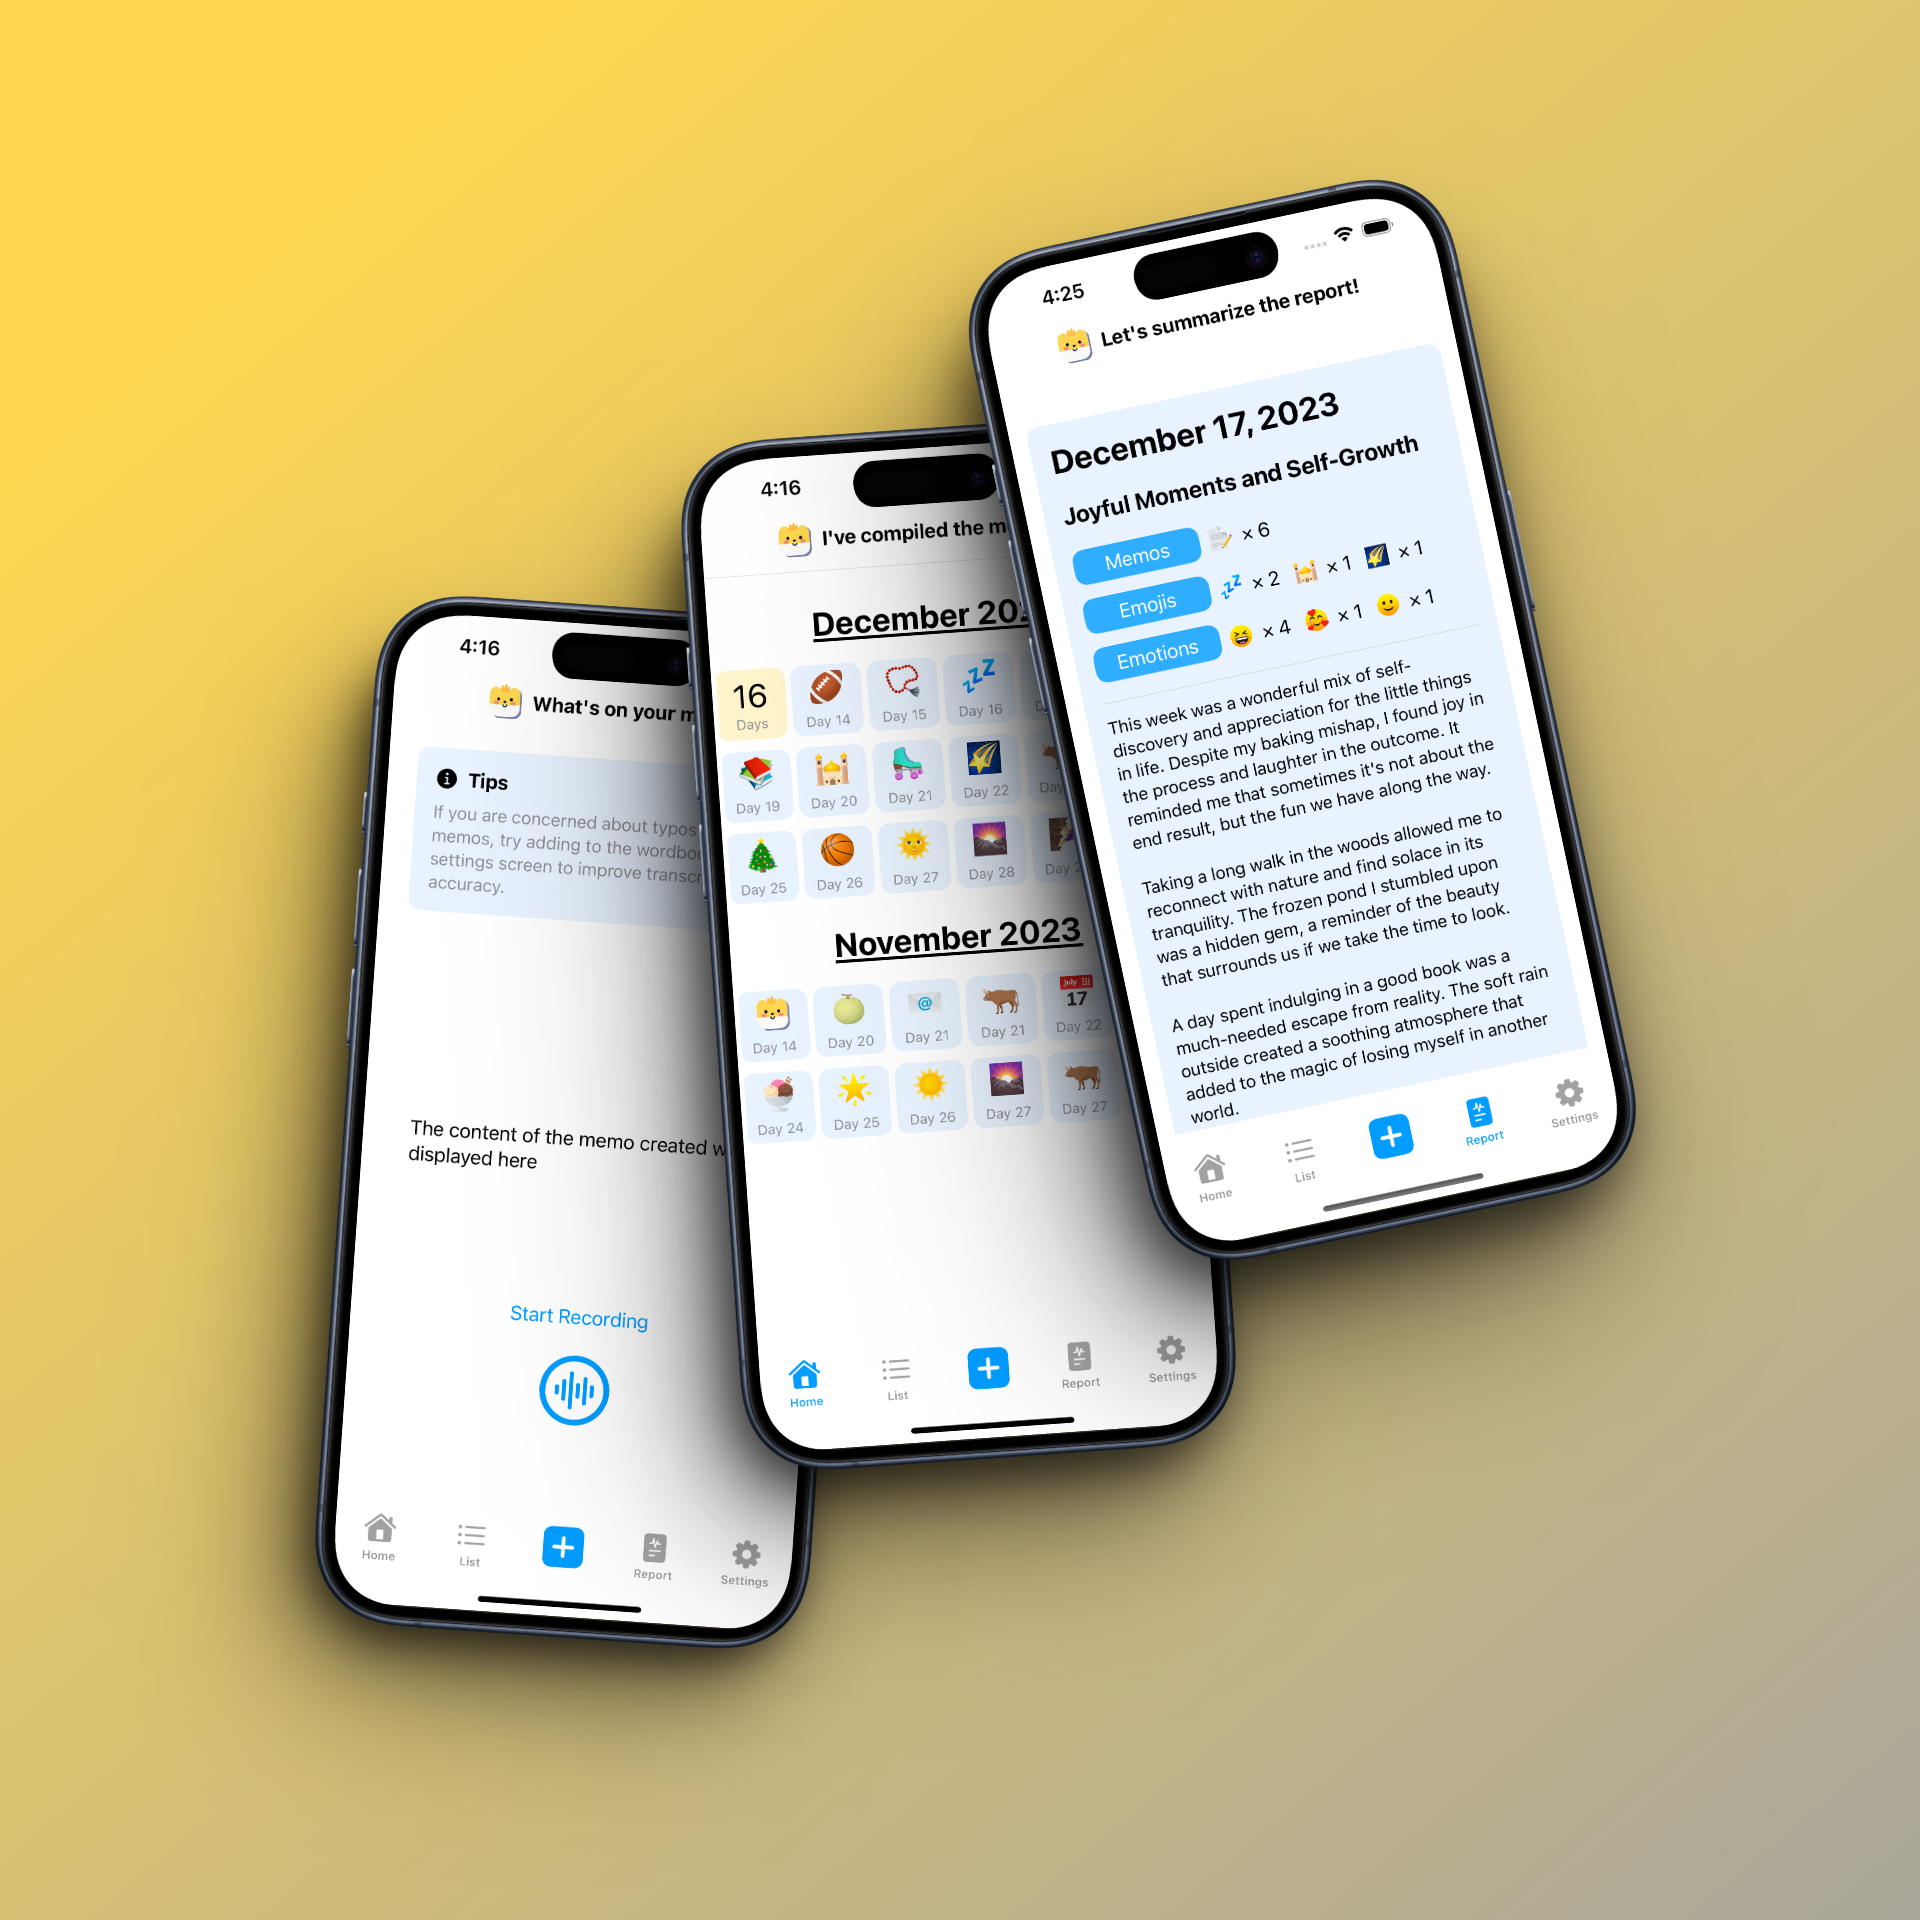 4:16
What's on your
Tips
If you are concerned about typos
memos, try adding to the
settings screen to improve
accuracy.
The content of the memo created
displayed here
Start Recording
Home
List
Report
Settings
4:16
I've compiled the
December
16
Days
Day 14
Day 15
Day 16
Day 19
Day 20
Day 21
Day 22
Day 25
Day 26
Day 27
Day 28
Day
November 2023
Day 14
Day 20
Day 21
Day 21
July
17
Day 22
Day 24
Day 25
Day 26
Day 27
Day 27
Home
List
Report
Settings
4:25
Let's summarize the report!
December 17, 2023
Joyful Moments and Self-Growth
Memos × 6
Emojis × 2 × 1 × 1
Emotions × 4 × 1 × 1
This week was a wonderful mix of self-
discovery and appreciation for the little things
in life. Despite my baking mishap, I found joy in
the process and laughter in the outcome. It
reminded me that sometimes it's not about the
end result, but the fun we have along the way.
Taking a long walk in the woods allowed me to
reconnect with nature and find solace in its
tranquility. The frozen pond I stumbled upon
was a hidden gem, a reminder of the beauty
that surrounds us if we take the time to look.
A day spent indulging in a good book was a
much-needed escape from reality. The soft rain
outside created a soothing atmosphere that
added to the magic of losing myself in another
world.
Home
List
Report
Settings